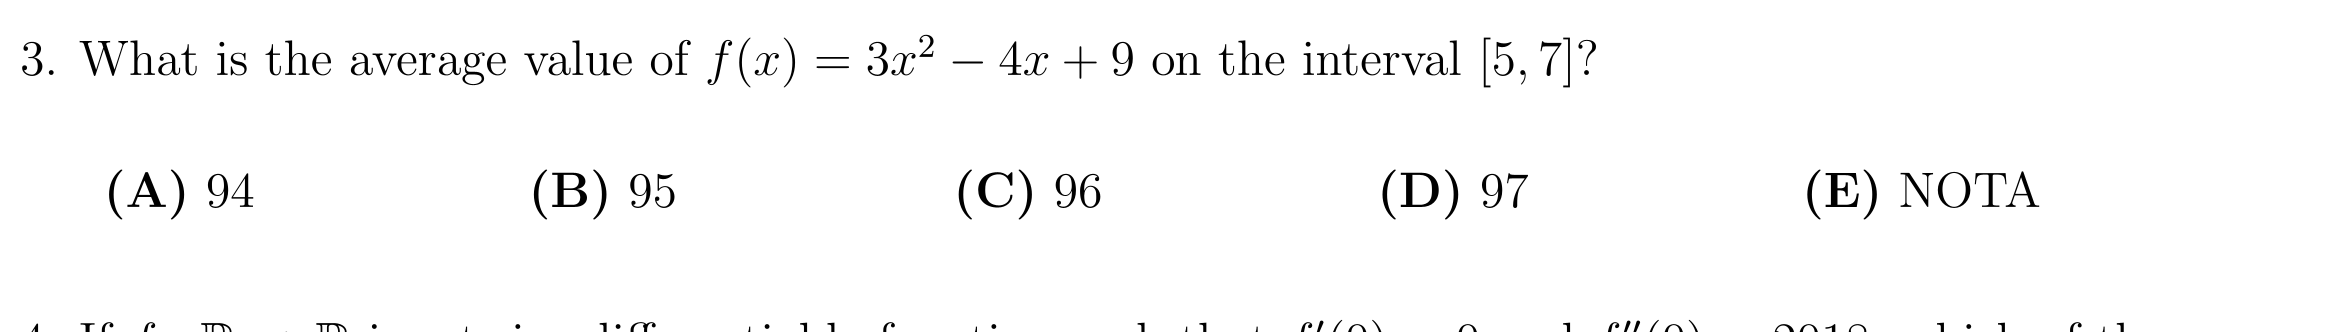 3. What is the average value of f(x) = 3x² − 4x + 9 on the interval [5, 7]?
(A) 94 (B) 95 (C) 96 (D) 97 (E) NOTA